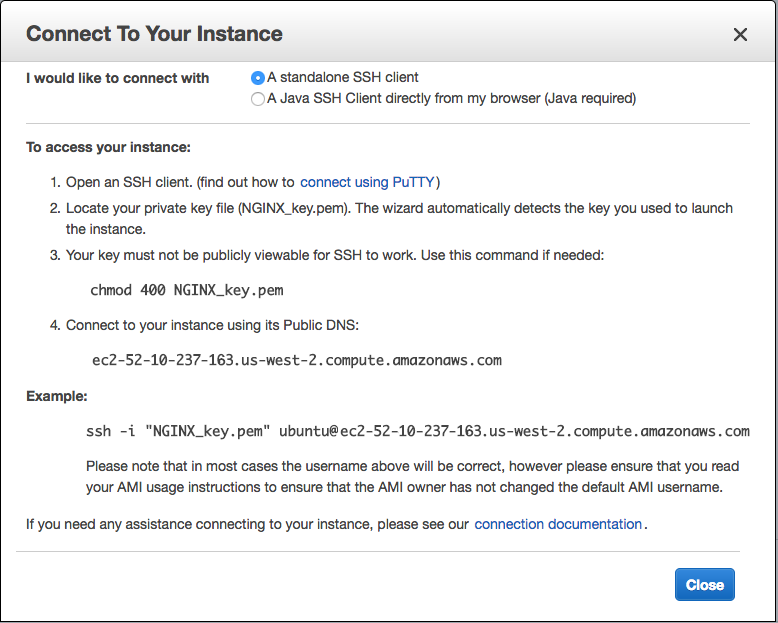 Connect To Your Instance
I would like to connect with
A standalone SSH client
A Java SSH Client directly from my browser (Java required)
To access your instance:
1. Open an SSH client. (find out how to connect using PuTTY)
2. Locate your private key file (NGINX_key.pem). The wizard automatically detects the key you used to launch
the instance.
3. Your key must not be publicly viewable for SSH to work. Use this command if needed:
chmod 400 NGINX_key.pem
4. Connect to your instance using its Public DNS:
ec2-52-10-237-163.us-west-2.compute.amazonaws.com
Example:
ssh -i "NGINX_key.pem" ubuntu@ec2-52-10-237-163.us-west-2.compute.amazonaws.com
Please note that in most cases the username above will be correct, however please ensure that you read
your AMI usage instructions to ensure that the AMI owner has not changed the default AMI username.
If you need any assistance connecting to your instance, please see our connection documentation.
Close